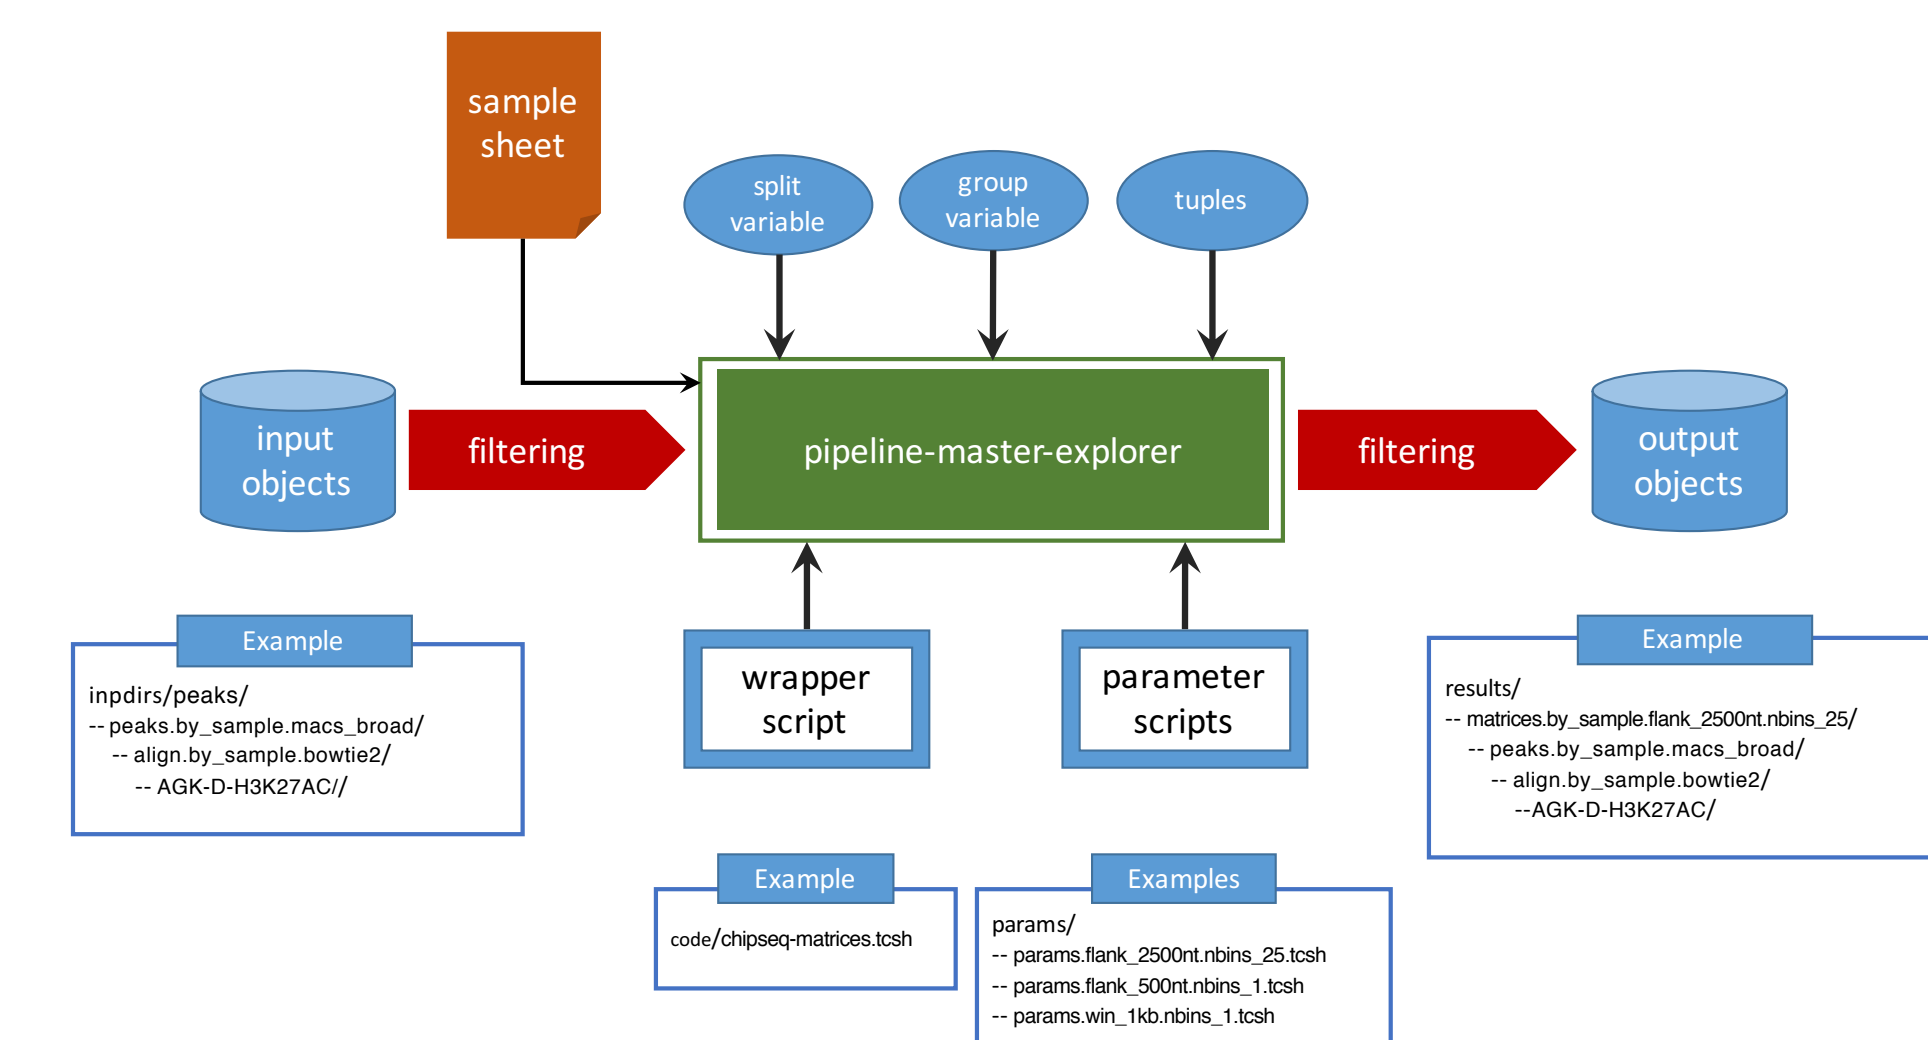 sample
sheet
split
variable
group
variable
tuples
input
objects
filtering
pipeline-master-explorer
filtering
output
objects
Example
inpdirs/peaks/
-- peaks.by_sample.macs_broad/
-- align.by_sample.bowtie2/
-- AGK-D-H3K27AC//
wrapper
script
parameter
scripts
Example
results/
-- matrices.by_sample.flank_2500nt.nbins_25/
-- peaks.by_sample.macs_broad/
-- align.by_sample.bowtie2/
--AGK-D-H3K27AC/
Example
code/chipseq-matrices.tcsh
Examples
params/
-- params.flank_2500nt.nbins_25.tcsh
-- params.flank_500nt.nbins_1.tcsh
-- params.win_1kb.nbins_1.tcsh